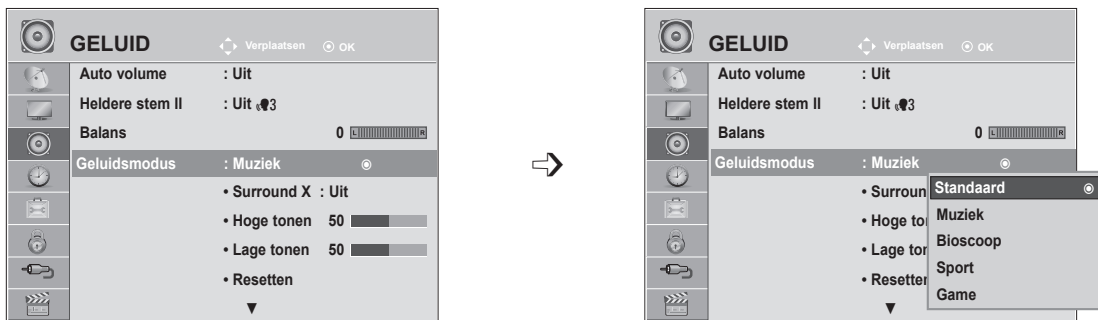 GELUID Verplaatsen OK
Auto volume : Uit
Heldere stem II : Uit 3
Balans 0 L R
Geluidsmodus : Muziek
• Surround X : Uit
• Hoge tonen 50
• Lage tonen 50
• Resetten
▼
GELUID Verplaatsen OK
Auto volume : Uit
Heldere stem II : Uit 3
Balans 0 L R
Geluidsmodus : Muziek
• Surroun
• Hoge to
• Lage tor
• Resetter
▼
Standaard
Muziek
Bioscoop
Sport
Game